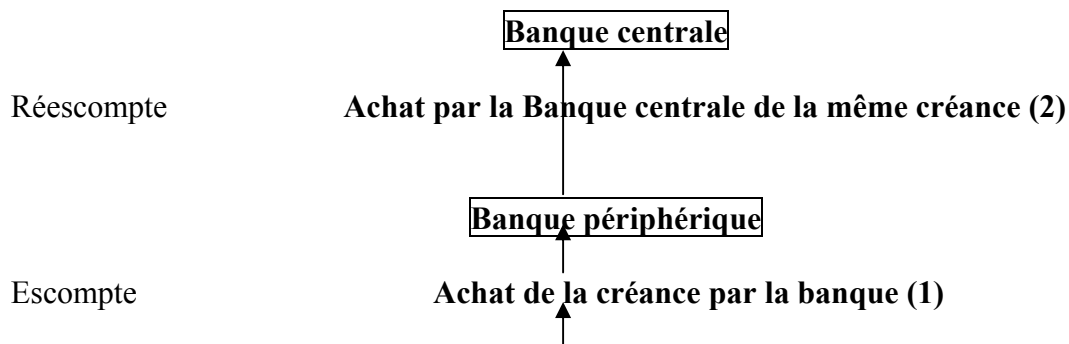 Banque centrale
Réescompte Achat par la Banque centrale de la même créance (2)
Banque périphérique
Escompte Achat de la créance par la banque (1)